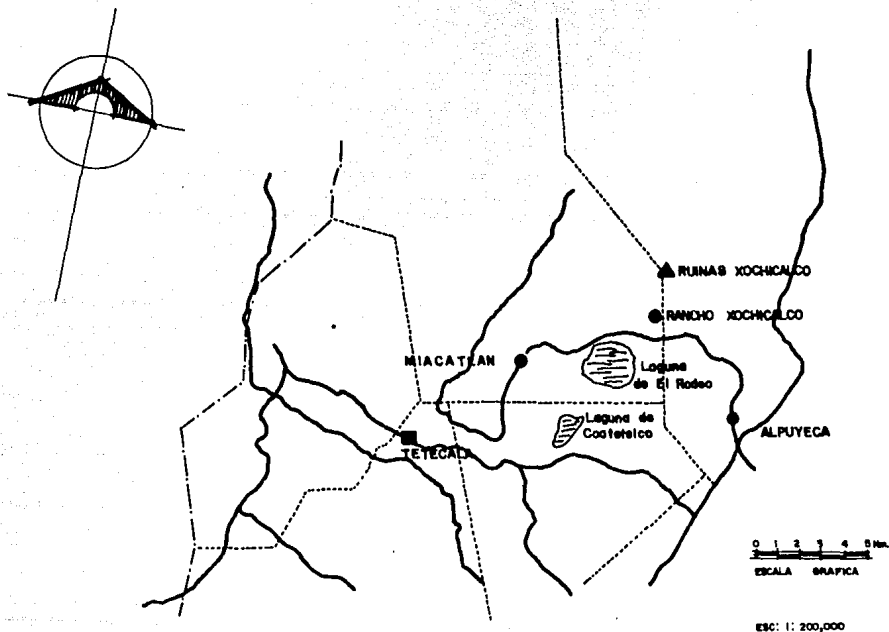 RUINAS XOCHICALCO
RANCHO XOCHICALCO
MIACATLAN
Laguna
de El Rodeo
Laguna de
Coatetelco
ALPUYECA
TETECALA
0 1 2 3 4 5 Km.
ESCALA GRAFICA
ESC: 1: 200,000